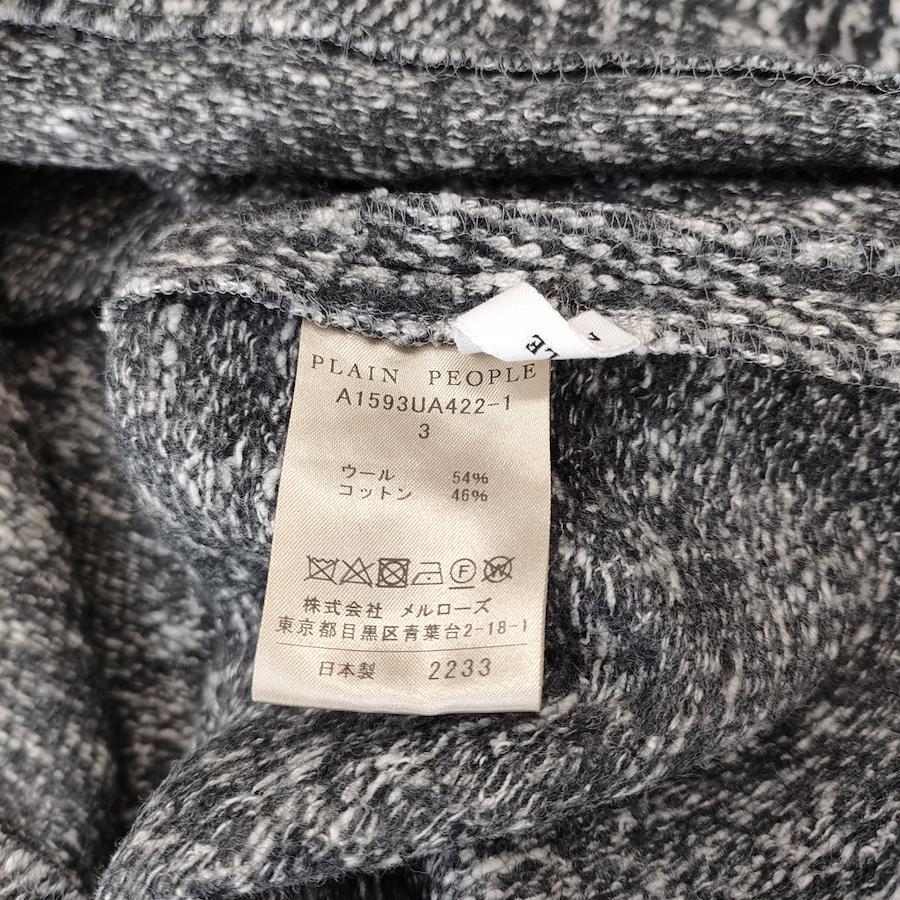 PLAIN PEOPLE
A1593UA422-1
3
ウール 54%
コットン 46%
F W
株式会社 メルローズ
東京都目黒区青葉台2-18-1
日本製 2233